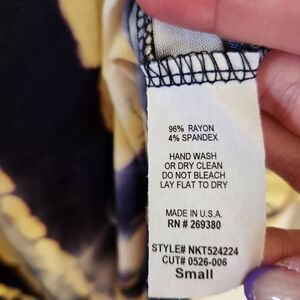 96% RAYON
4% SPANDEX
HAND WASH
OR DRY CLEAN
DO NOT BLEACH
LAY FLAT TO DRY
MADE IN U.S.A.
RN # 269380
STYLE# NKT524224
CUT# 0526-006
Small